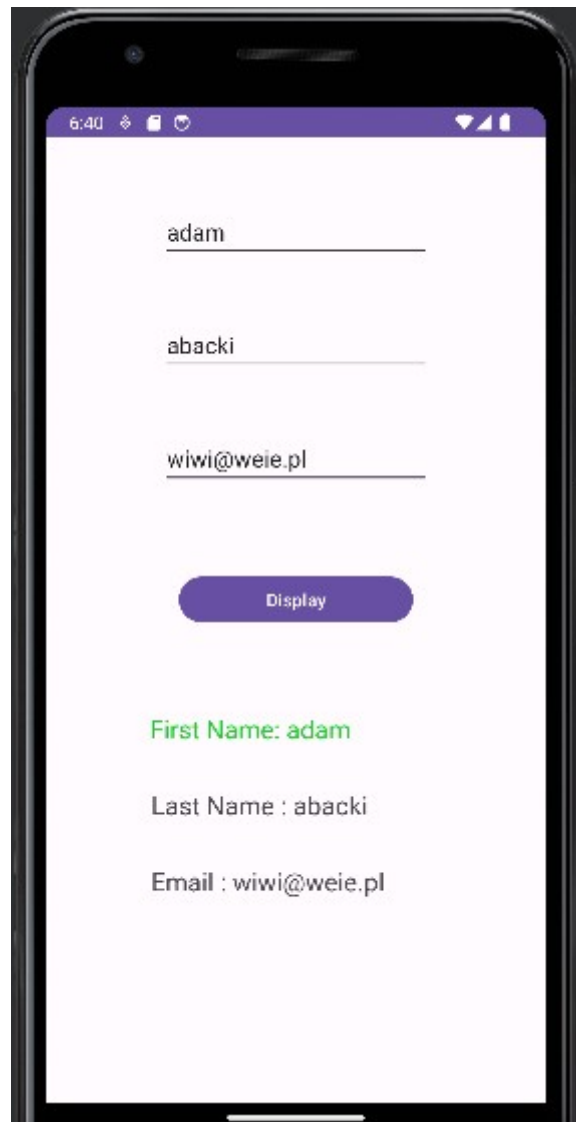 6:40
adam
abacki
wiwi@weie.pl
Display
First Name: adam
Last Name : abacki
Email : wiwi@weie.pl